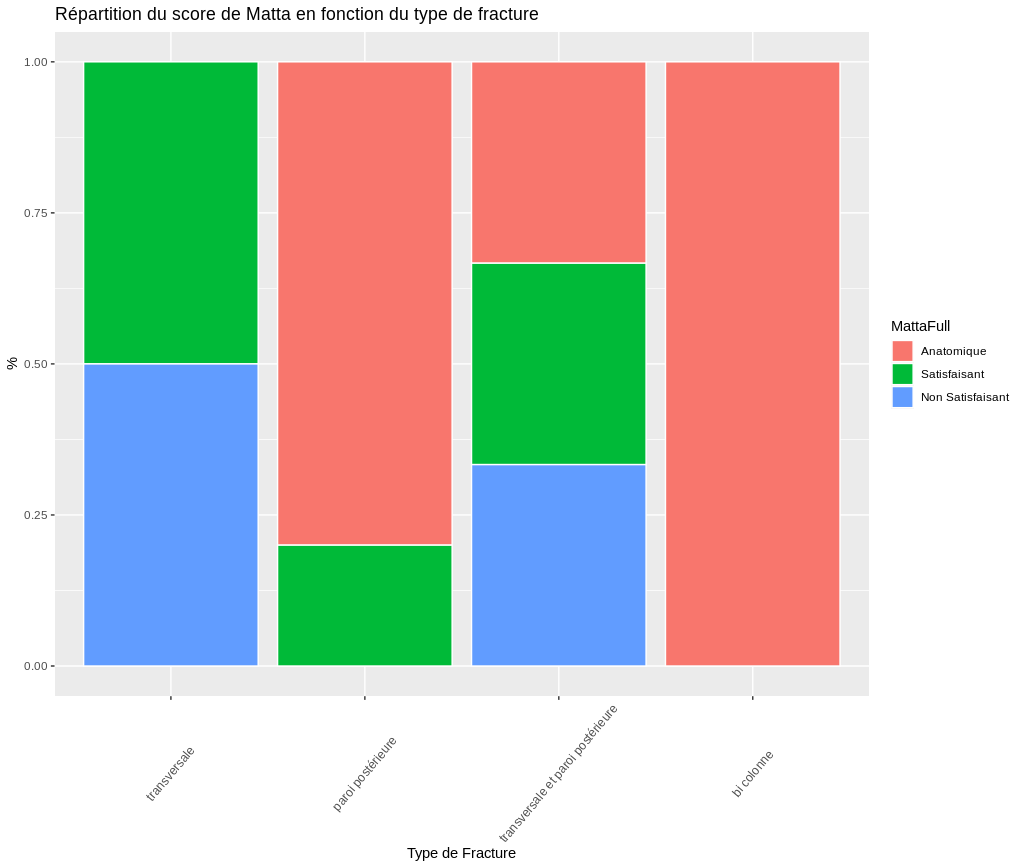 Répartition du score de Matta en fonction du type de fracture
1.00
0.75
0.50
0.25
0.00
%
transversale
paroi postérieure
transversale et paroi postérieure
bi colonne
Type de Fracture
MattaFull
Anatomique
Satisfaisant
Non Satisfaisant